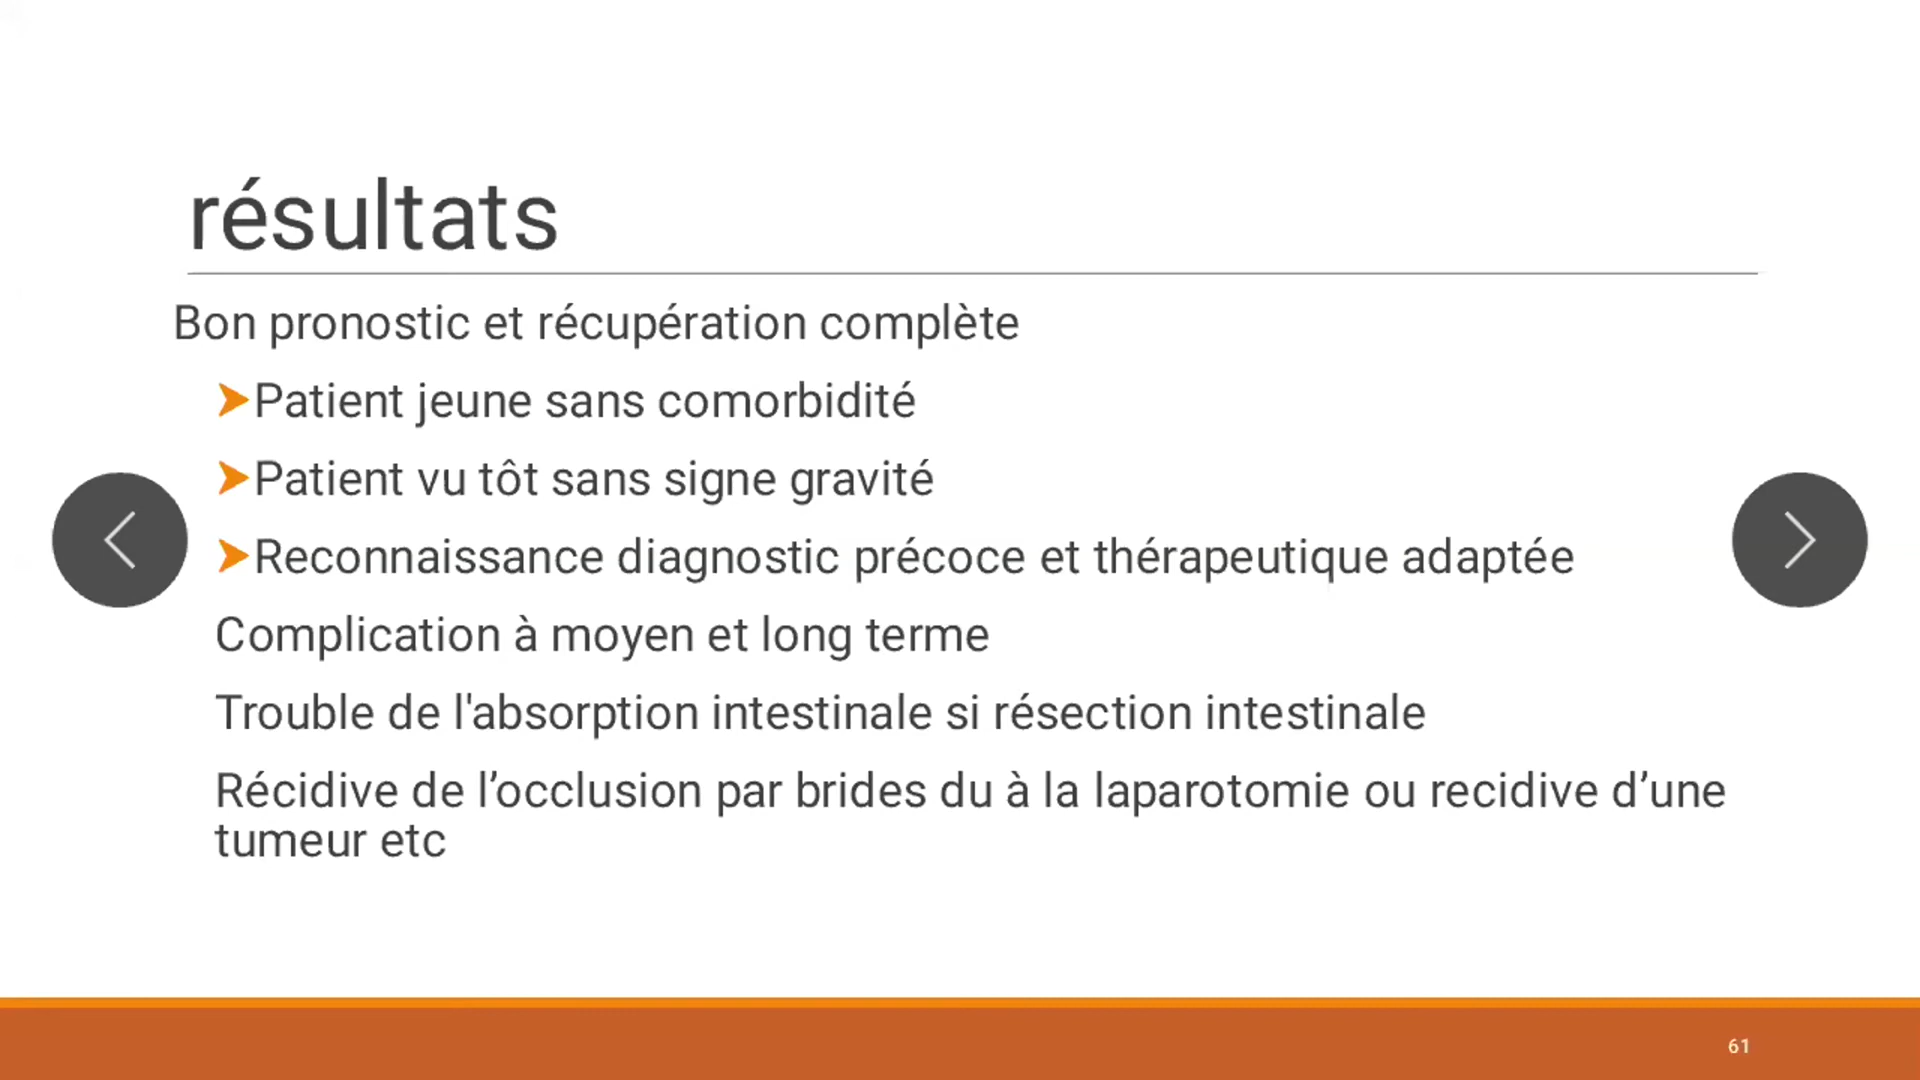 résultats
Bon pronostic et récupération complète
➤Patient jeune sans comorbidité
➤Patient vu tôt sans signe gravité
➤Reconnaissance diagnostic précoce et thérapeutique adaptée
Complication à moyen et long terme
Trouble de l'absorption intestinale si résection intestinale
Récidive de l’occlusion par brides du à la laparotomie ou recidive d’une
tumeur etc
61